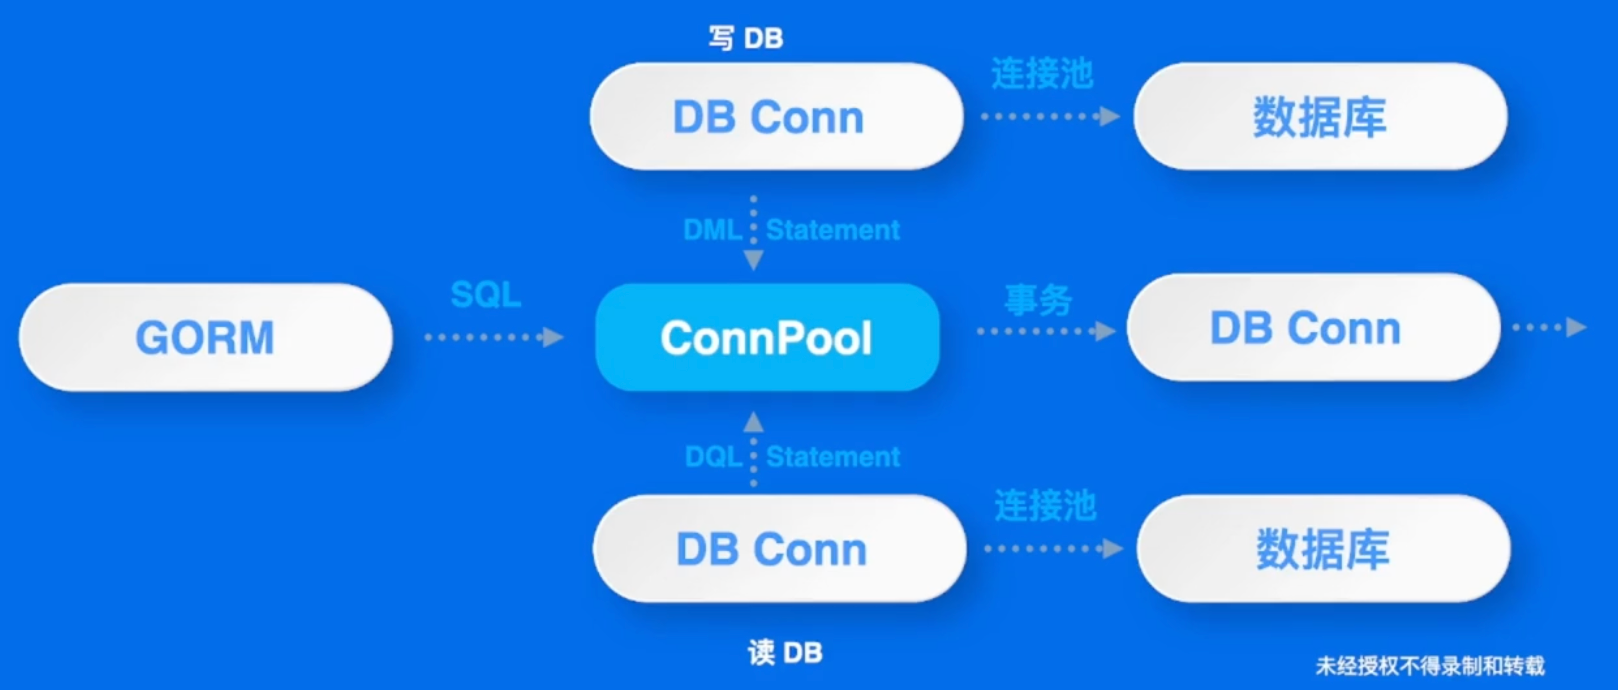 写 DB
DB Conn
连接池
数据库
DML Statement
GORM
SQL
ConnPool
事务
DB Conn
DQL Statement
DB Conn
连接池
数据库
读 DB
未经授权不得录制和转载